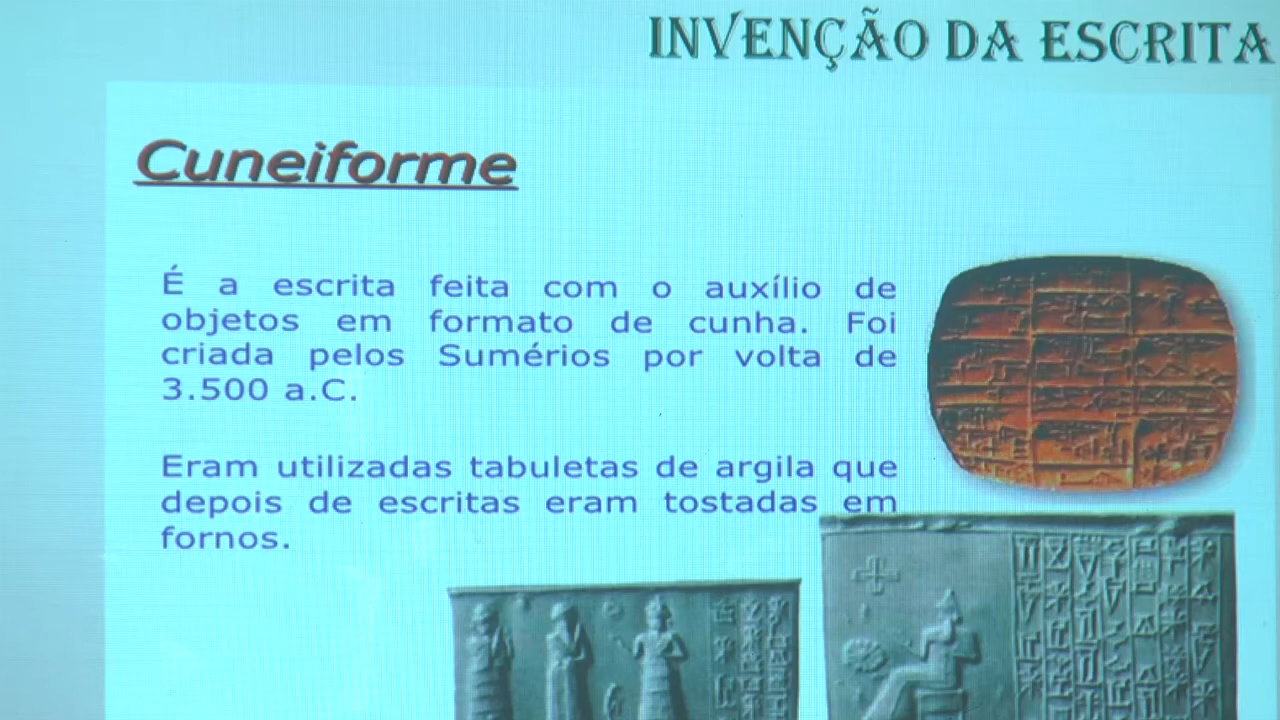 INVENÇÃO DA ESCRITA
Cuneiforme
É a escrita feita com o auxílio de
objetos em formato de cunha. Foi
criada pelos Sumérios por volta de
3.500 a.C.
Eram utilizadas tabuletas de argila que
depois de escritas eram tostadas em
fornos.